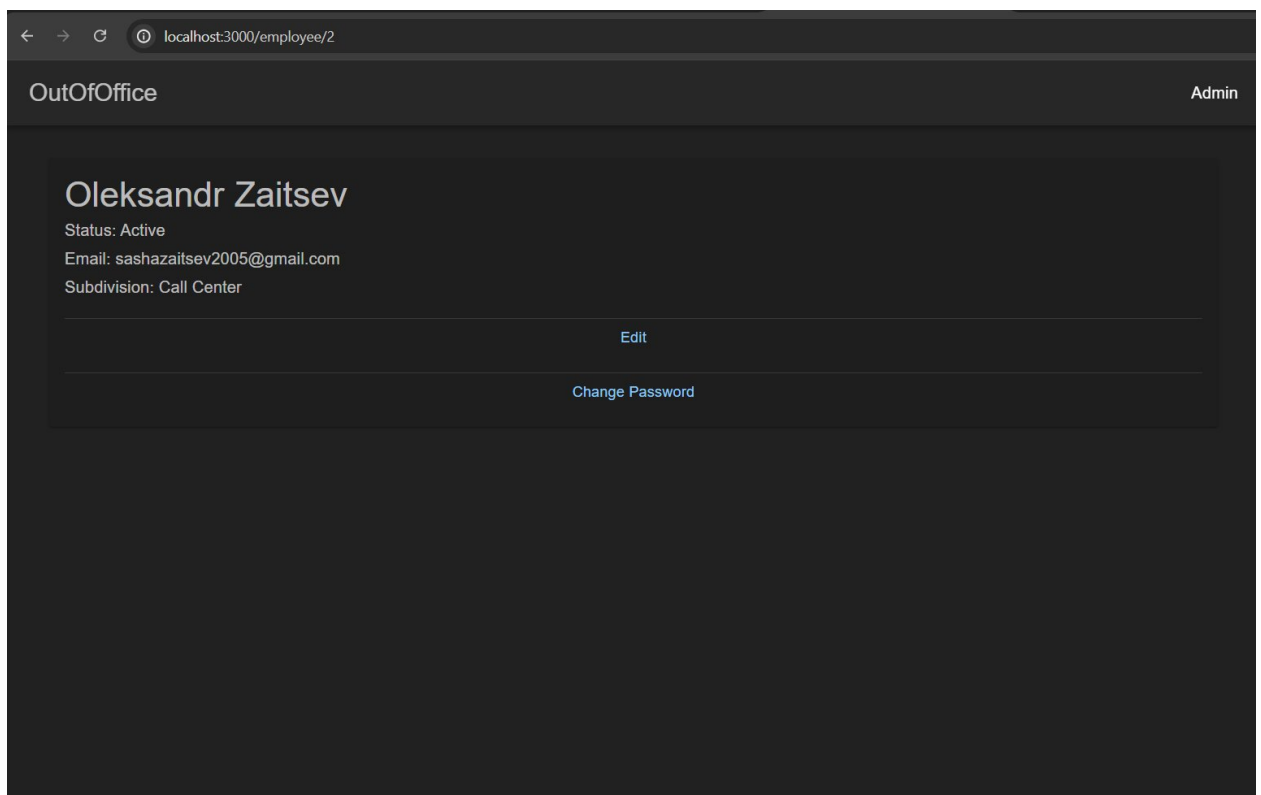 localhost:3000/employee/2
OutOfOffice
Admin
Oleksandr Zaitsev
Status: Active
Email: sashazaitsev2005@gmail.com
Subdivision: Call Center
Edit
Change Password